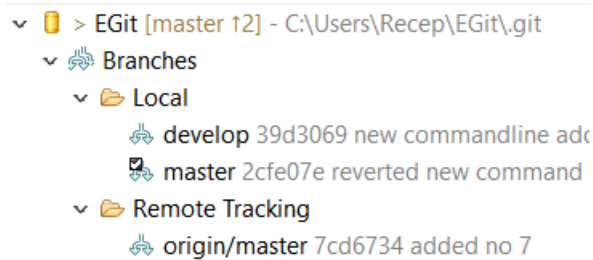 > EGit [master ↑2] - C:\Users\Recep\EGit\.git
Branches
Local
develop 39d3069 new commandline
master 2cfe07e reverted new command
Remote Tracking
origin/master 7cd6734 added no 7